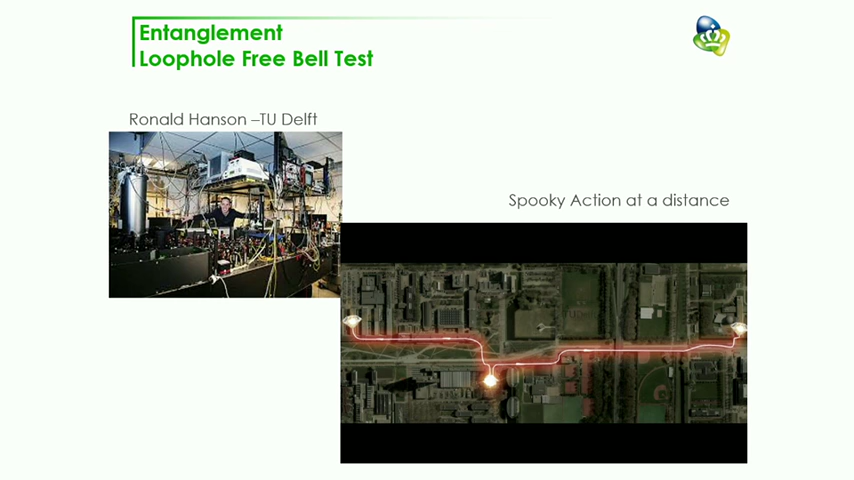 Entanglement
Loophole Free Bell Test
Ronald Hanson –TU Delft
Spooky Action at a distance